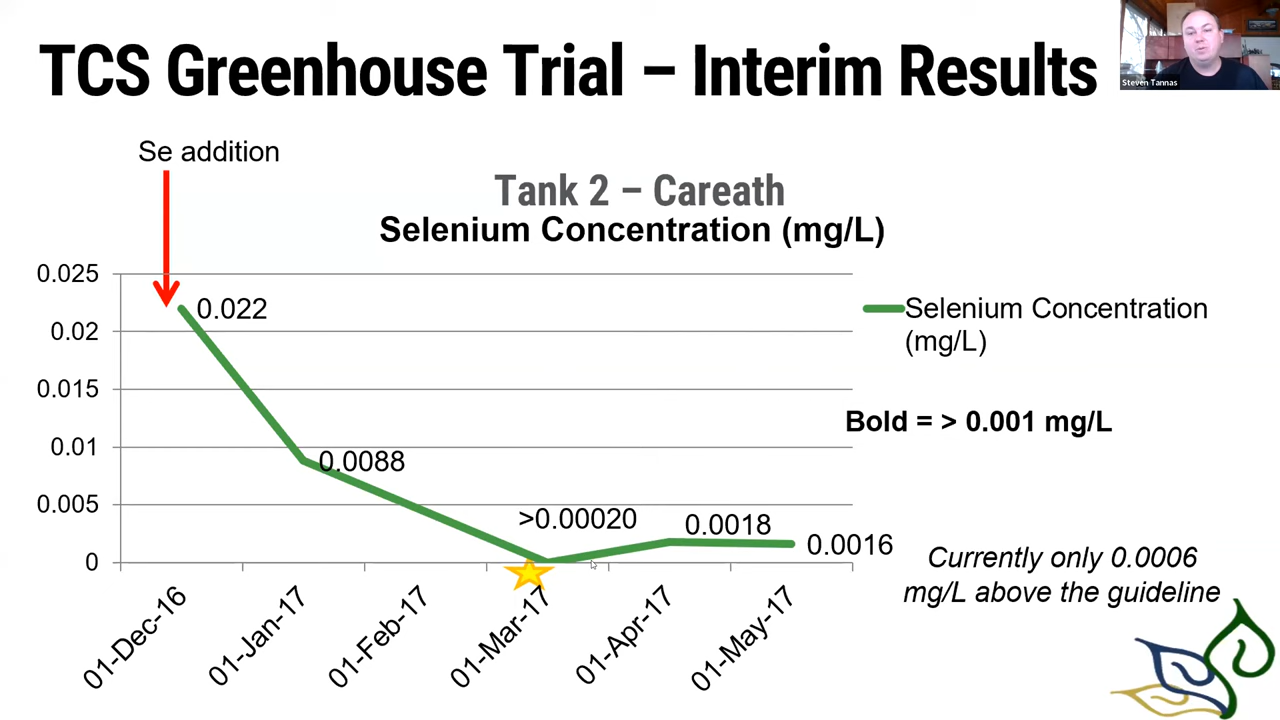 TCS Greenhouse Trial – Interim Results
Steven Tannas
Se addition
Tank 2 – Careath
Selenium Concentration (mg/L)
0.025
0.02
0.015
0.01
0.005
0
0.022
0.0088
>0.00020
0.0018
0.0016
01-Dec-16
01-Jan-17
01-Feb-17
01-Mar-17
01-Apr-17
01-May-17
Selenium Concentration
(mg/L)
Bold = > 0.001 mg/L
Currently only 0.0006
mg/L above the guideline